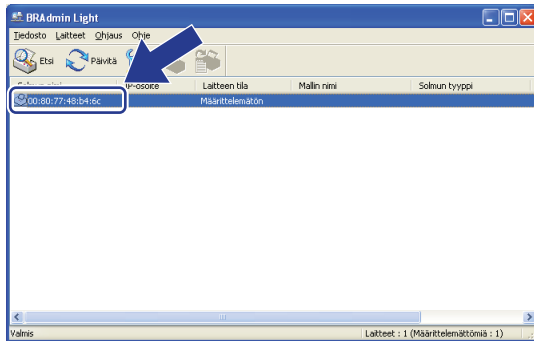 BRAdmin Light
Tiedosto Laitteet Ohjaus Ohje
Etsi Päivitä
IP-osoite Laitteen tila Mallin nimi Solmun tyyppi
00:80:77:48:b4:6c Määrittelemätön
Valmis Laitteet : 1 (Määrittelemättömiä : 1)